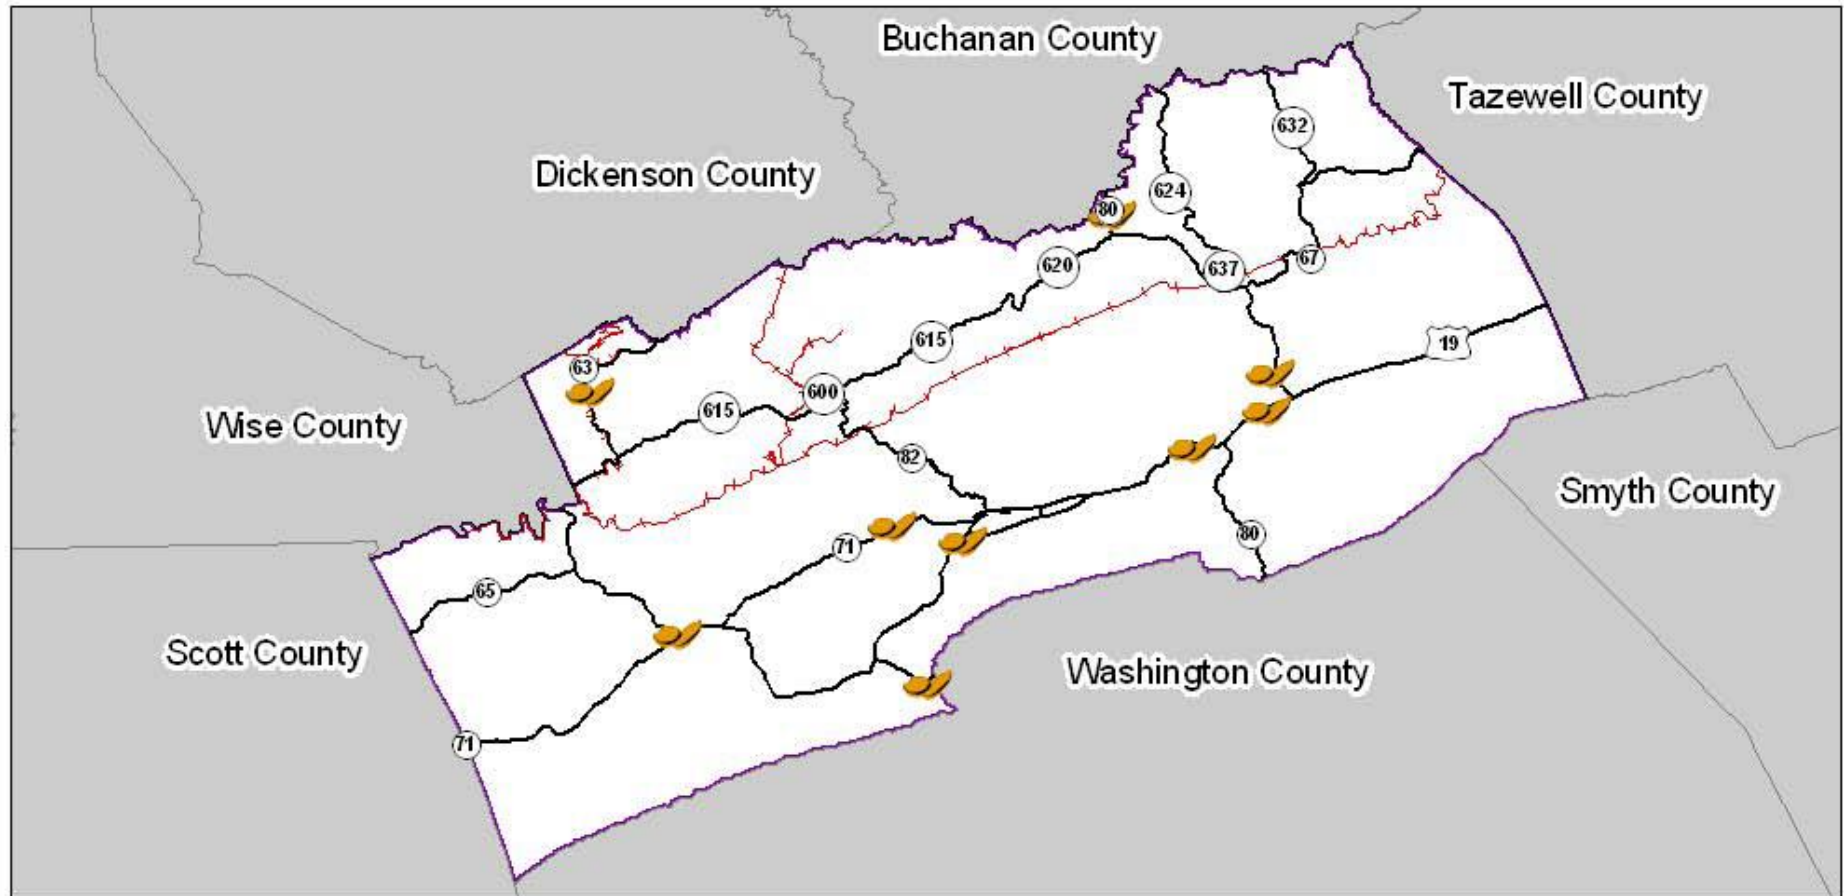 Buchanan County
Tazewell County
632
Dickenson County
624
80
67
620
637
615
19
63
600
615
Wise County
82
Smyth County
80
71
65
Scott County
Washington County
71